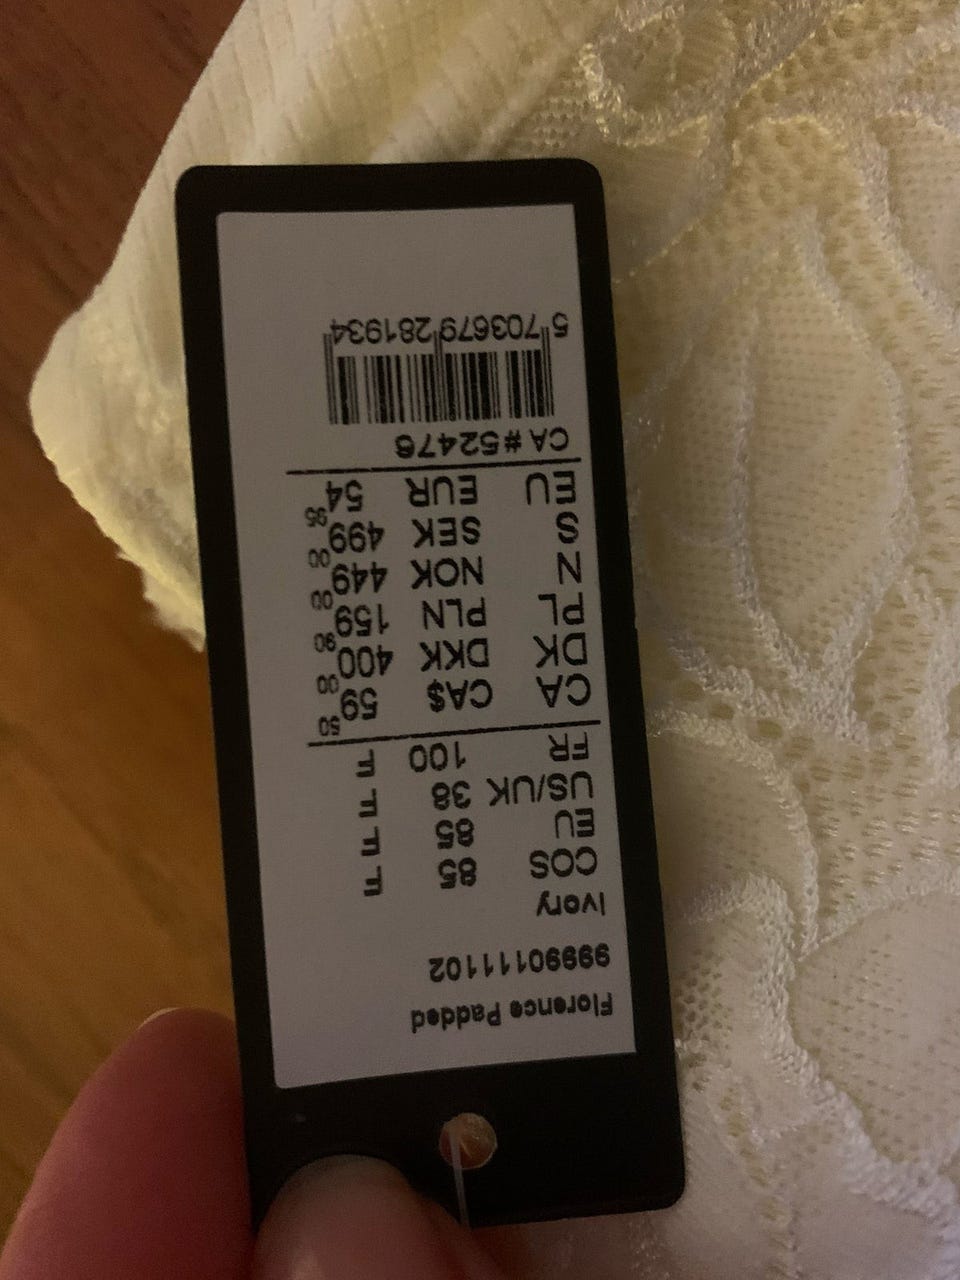 Florence Padded
99990111102
Ivory
COS 85 F
EU 85 F
US/UK 38 F
FR 100 F
CA CA$ 59 50
DK DKK 400 00
PL PLN 159 90
N NOK 449 00
S SEK 499 00
EU EUR 54 95
CA #52476
5 703679 281934